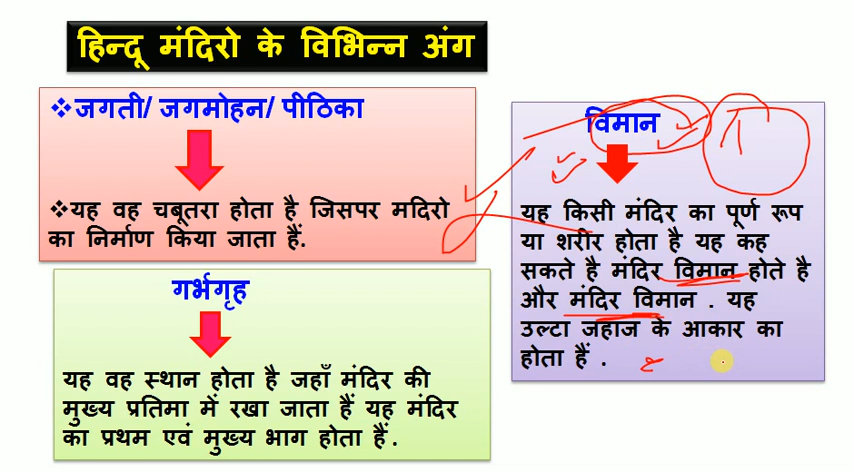 हिन्दू मंदिरो के विभिन्न अंग
❖जगती/ जगमोहन/ पीठिका
❖यह वह चबूतरा होता है जिसपर मदिरो
का निर्माण किया जाता हैं.
गर्भगृह
यह वह स्थान होता है जहाँ मंदिर की
मुख्य प्रतिमा में रखा जाता हैं यह मंदिर
का प्रथम एवं मुख्य भाग होता हैं.
विमान
यह किसी मंदिर का पूर्ण रूप
या शरीर होता है यह कह
सकते है मंदिर विमान होते है
और मंदिर विमान . यह
उल्टा जहाज के आकार का
होता हैं .